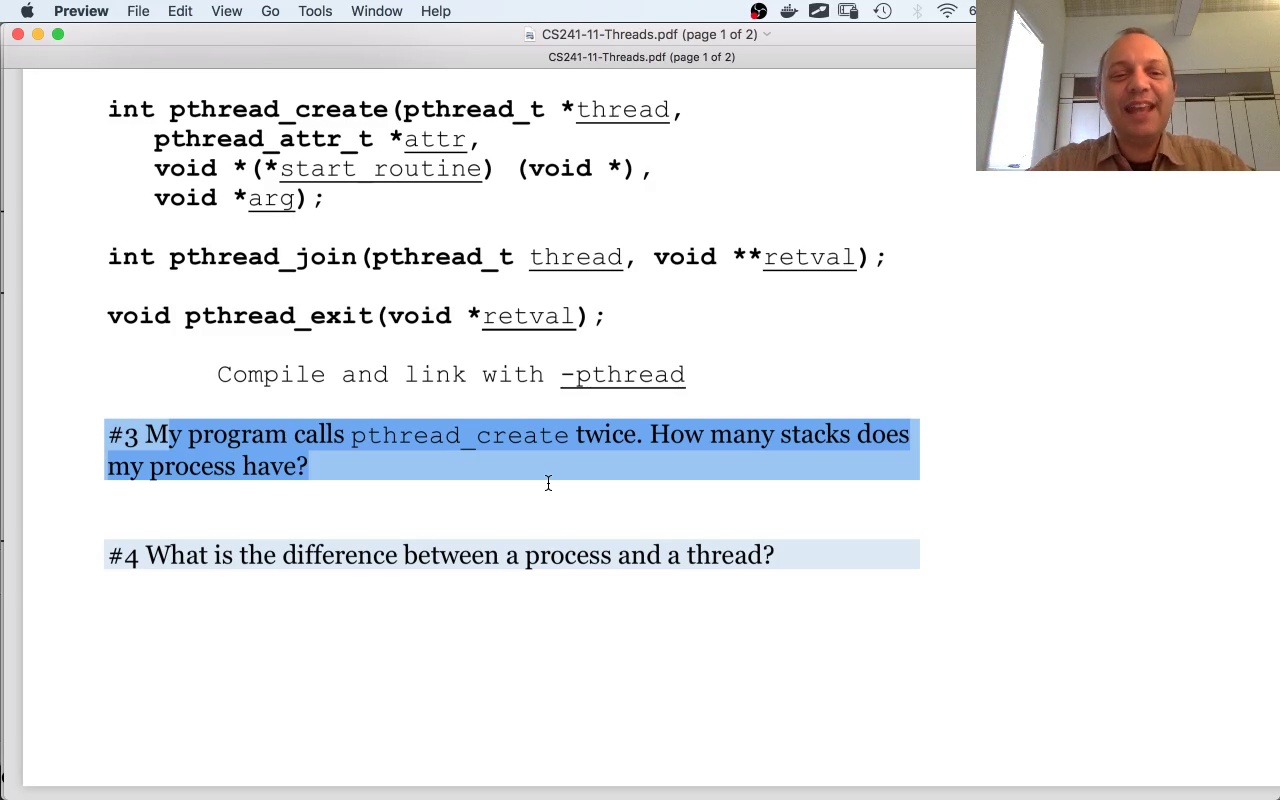 Preview File Edit View Go Tools Window Help 6
CS241-11-Threads.pdf (page 1 of 2)
CS241-11-Threads.pdf (page 1 of 2)
int pthread_create(pthread_t *thread,
pthread_attr_t *attr,
void *(*start_routine) (void *),
void *arg);
int pthread_join(pthread_t thread, void **retval);
void pthread_exit(void *retval);
Compile and link with -pthread
#3 My program calls pthread_create twice. How many stacks does
my process have?
#4 What is the difference between a process and a thread?